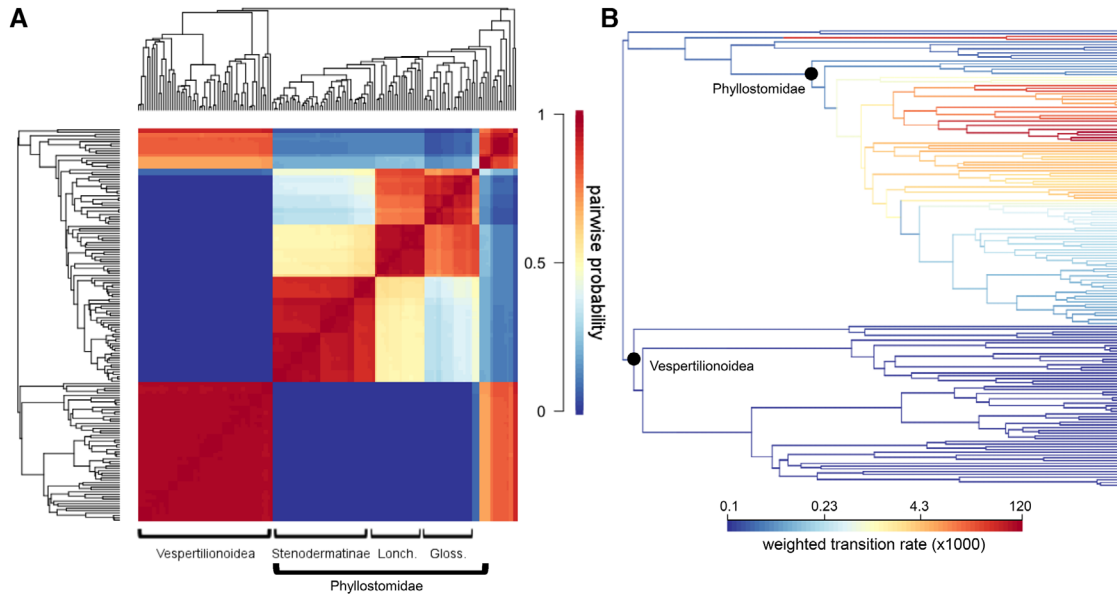 A
B
Phyllostomidae
1
0.5
0
pairwise probability
Vespertilionoidea
0.1 0.23 4.3 120
weighted transition rate (x1000)
Vespertilionoidea Stenodermatinae Lonch. Gloss.
Phyllostomidae